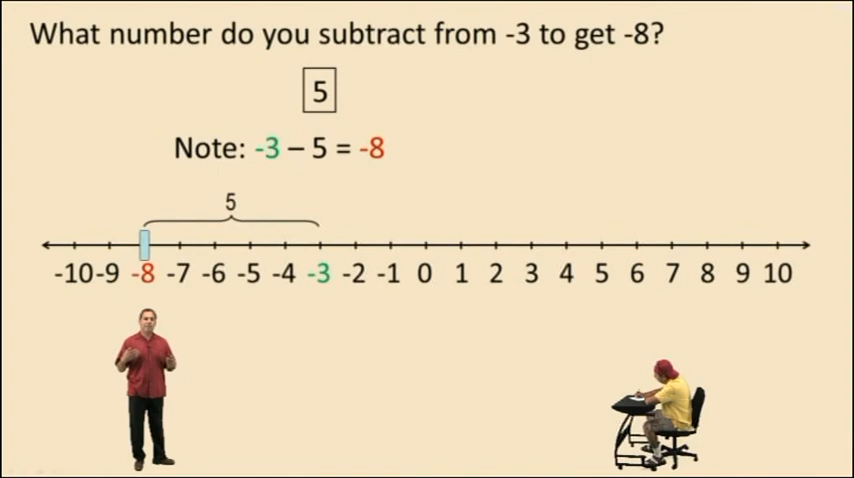 What number do you subtract from -3 to get -8?
5
Note: -3 – 5 = -8
5
-10 -9 -8 -7 -6 -5 -4 -3 -2 -1 0 1 2 3 4 5 6 7 8 9 10